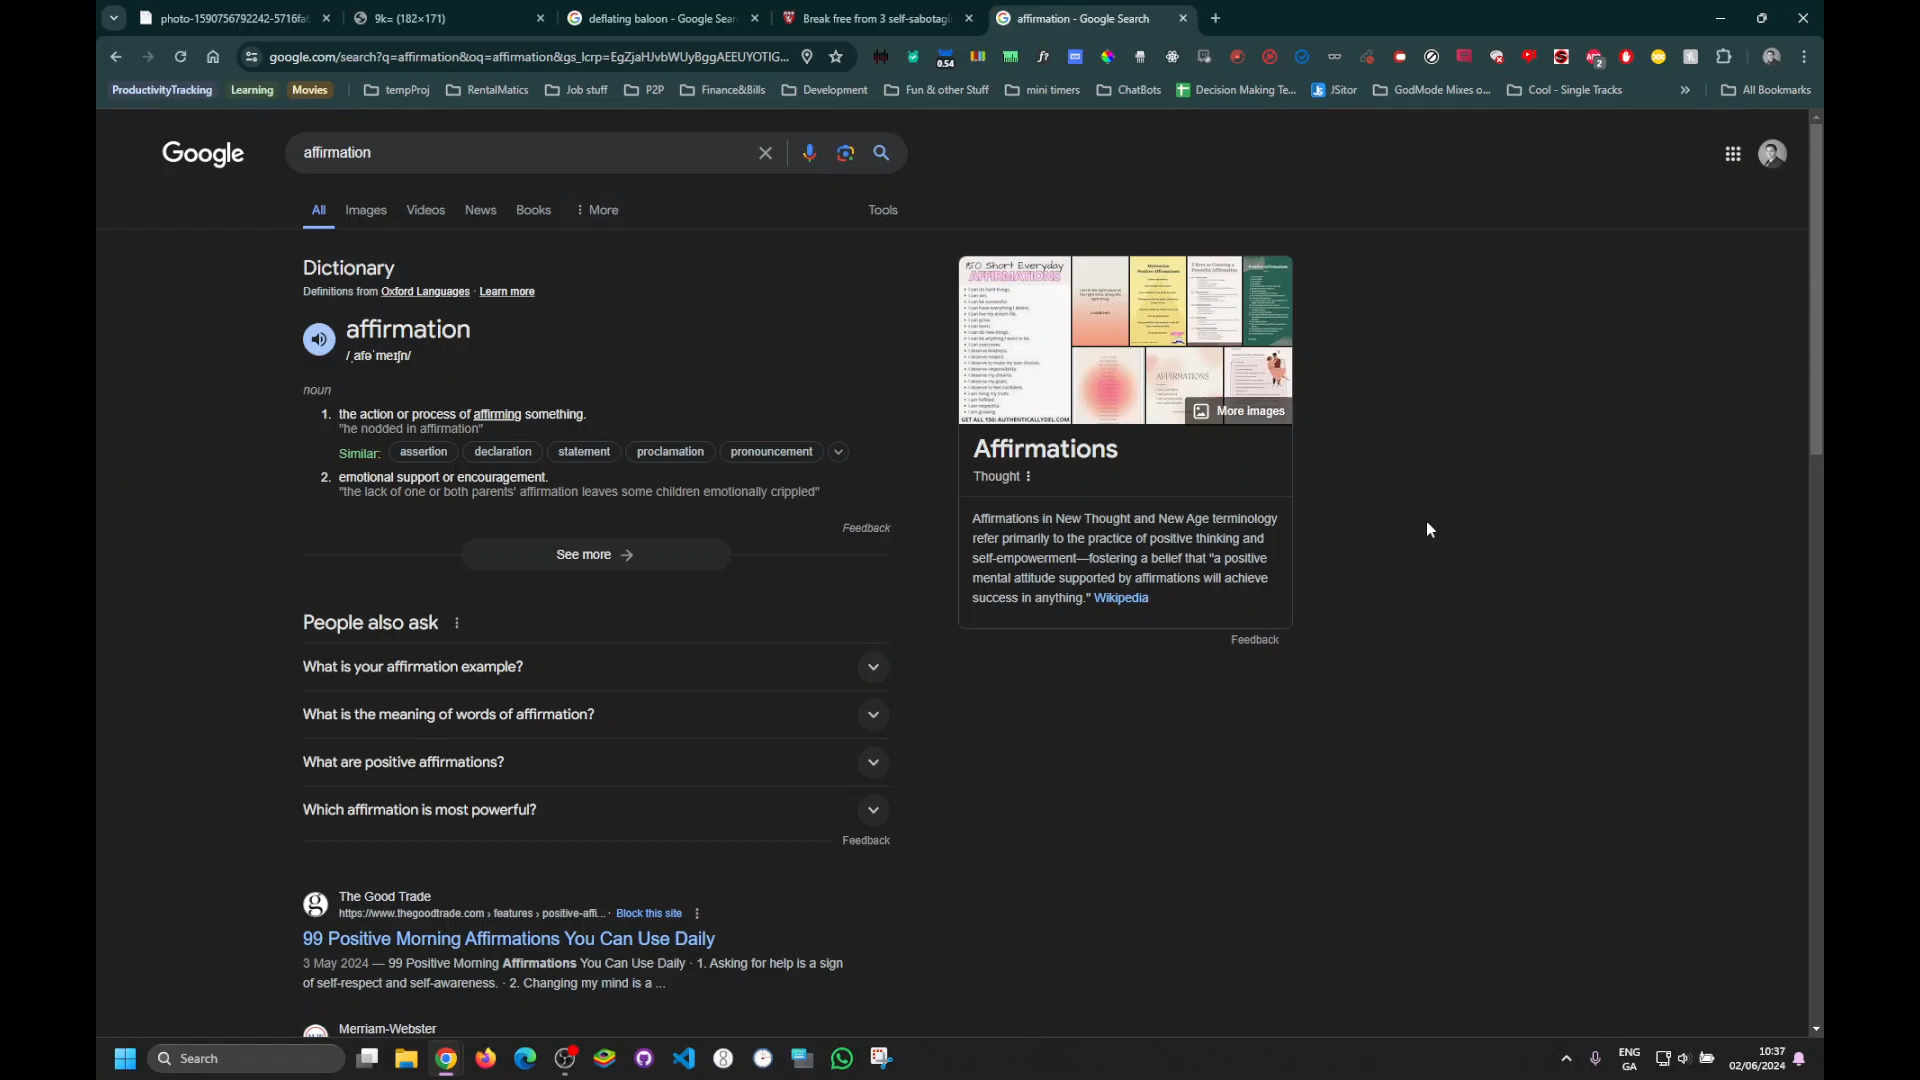 photo-1590756792242-5716fa
9k= (182×171)
deflating baloon - Google Sear
Break free from 3 self-sabotagi
affirmation - Google Search
google.com/search?q=affirmation&oq=affirmation&gs_lcrp=EgZjaHJvbWUyBggAEEUYOTIG...
0.54
2
ProductivityTracking
Learning
Movies
tempProj
RentalMatics
Job stuff
P2P
Finance&Bills
Development
Fun & other Stuff
mini timers
ChatBots
Decision Making Te...
JSitor
GodMode Mixes o...
Cool - Single Tracks
All Bookmarks
Google
affirmation
All
Images
Videos
News
Books
More
Tools
Dictionary
Definitions from Oxford Languages · Learn more
affirmation
/ˌafəˈmeɪʃn/
noun
1. the action or process of affirming something.
"he nodded in affirmation"
Similar: assertion declaration statement proclamation pronouncement
2. emotional support or encouragement.
"the lack of one or both parents' affirmation leaves some children emotionally crippled"
Feedback
See more
People also ask
What is your affirmation example?
What is the meaning of words of affirmation?
What are positive affirmations?
Which affirmation is most powerful?
Feedback
The Good Trade
https://www.thegoodtrade.com › features › positive-affi... · Block this site
99 Positive Morning Affirmations You Can Use Daily
3 May 2024 — 99 Positive Morning Affirmations You Can Use Daily · 1. Asking for help is a sign
of self-respect and self-awareness. · 2. Changing my mind is a ...
Merriam-Webster
150 Short Everyday
AFFIRMATIONS
GET ALL 150: AUTHENTICALLYDEL.COM
AFFIRMATIONS
More images
Affirmations
Thought
Affirmations in New Thought and New Age terminology
refer primarily to the practice of positive thinking and
self-empowerment—fostering a belief that "a positive
mental attitude supported by affirmations will achieve
success in anything." Wikipedia
Feedback
Search
ENG
GA
10:37
02/06/2024